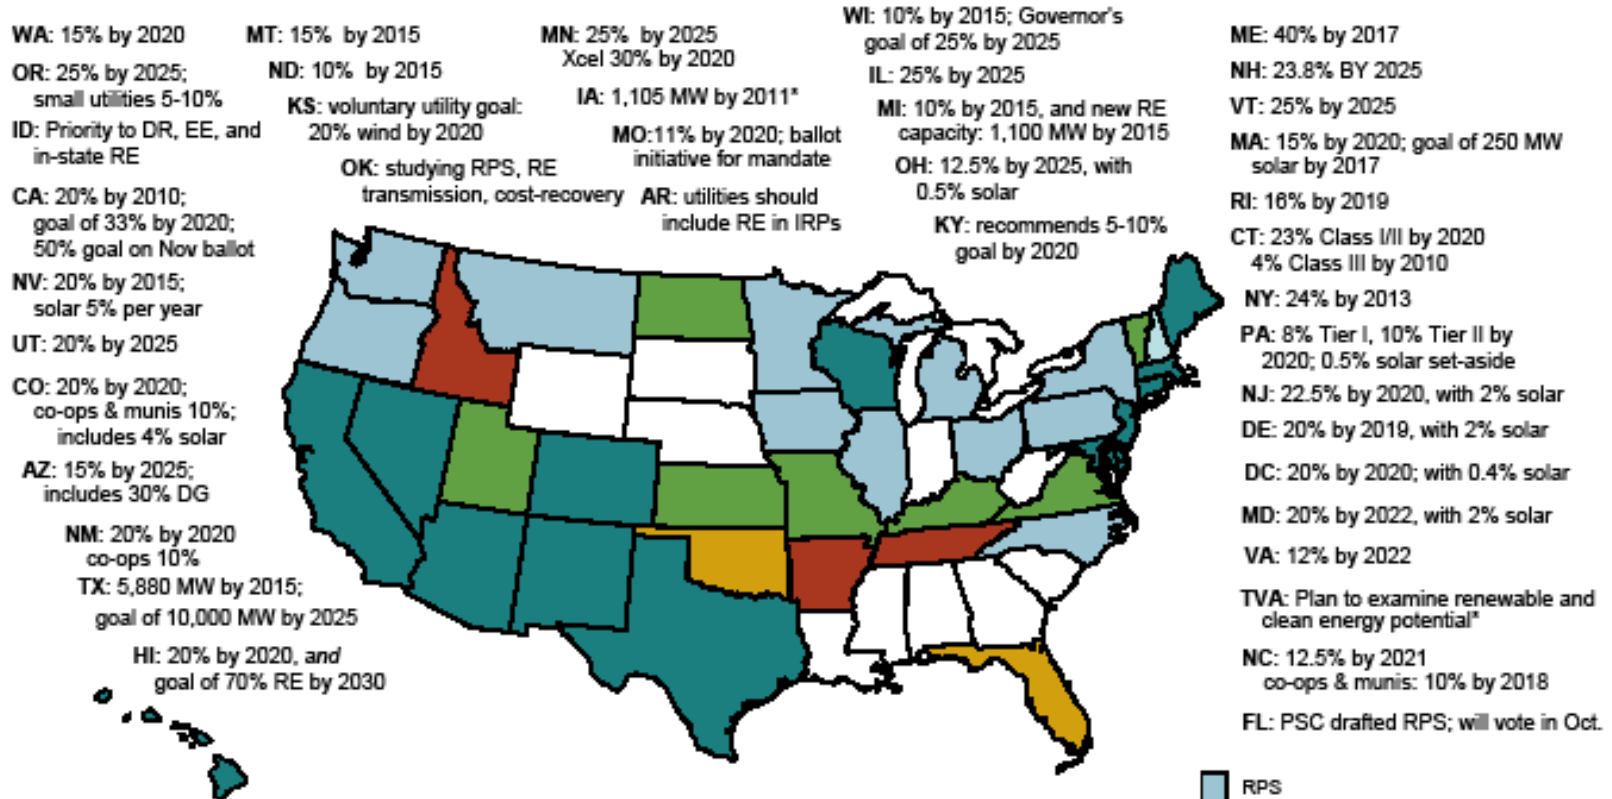 WA: 15% by 2020
OR: 25% by 2025;
small utilities 5-10%
ID: Priority to DR, EE, and
in-state RE
CA: 20% by 2010;
goal of 33% by 2020;
50% goal on Nov ballot
NV: 20% by 2015;
solar 5% per year
UT: 20% by 2025
CO: 20% by 2020;
co-ops & munis 10%;
includes 4% solar
AZ: 15% by 2025;
includes 30% DG
NM: 20% by 2020
co-ops 10%
TX: 5,880 MW by 2015;
goal of 10,000 MW by 2025
HI: 20% by 2020, and
goal of 70% RE by 2030
MT: 15% by 2015
ND: 10% by 2015
KS: voluntary utility goal:
20% wind by 2020
OK: studying RPS, RE
transmission, cost-recovery
MN: 25% by 2025
Xcel 30% by 2020
IA: 1,105 MW by 2011*
MO:11% by 2020; ballot
initiative for mandate
AR: utilities should
include RE in IRPs
WI: 10% by 2015; Governor's
goal of 25% by 2025
IL: 25% by 2025
MI: 10% by 2015, and new RE
capacity: 1,100 MW by 2015
OH: 12.5% by 2025, with
0.5% solar
KY: recommends 5-10%
goal by 2020
ME: 40% by 2017
NH: 23.8% BY 2025
VT: 25% by 2025
MA: 15% by 2020; goal of 250 MW
solar by 2017
RI: 16% by 2019
CT: 23% Class I/II by 2020
4% Class III by 2010
NY: 24% by 2013
PA: 8% Tier I, 10% Tier II by
2020; 0.5% solar set-aside
NJ: 22.5% by 2020, with 2% solar
DE: 20% by 2019, with 2% solar
DC: 20% by 2020; with 0.4% solar
MD: 20% by 2022, with 2% solar
VA: 12% by 2022
TVA: Plan to examine renewable and
clean energy potential*
NC: 12.5% by 2021
co-ops & munis: 10% by 2018
FL: PSC drafted RPS; will vote in Oct.
RPS